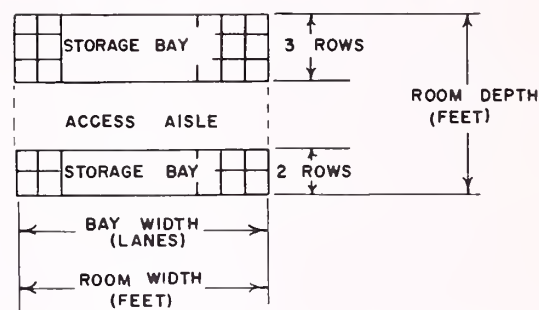 STORAGE BAY
3 ROWS
ROOM DEPTH
(FEET)
ACCESS AISLE
STORAGE BAY
2 ROWS
BAY WIDTH
(LANES)
ROOM WIDTH
(FEET)